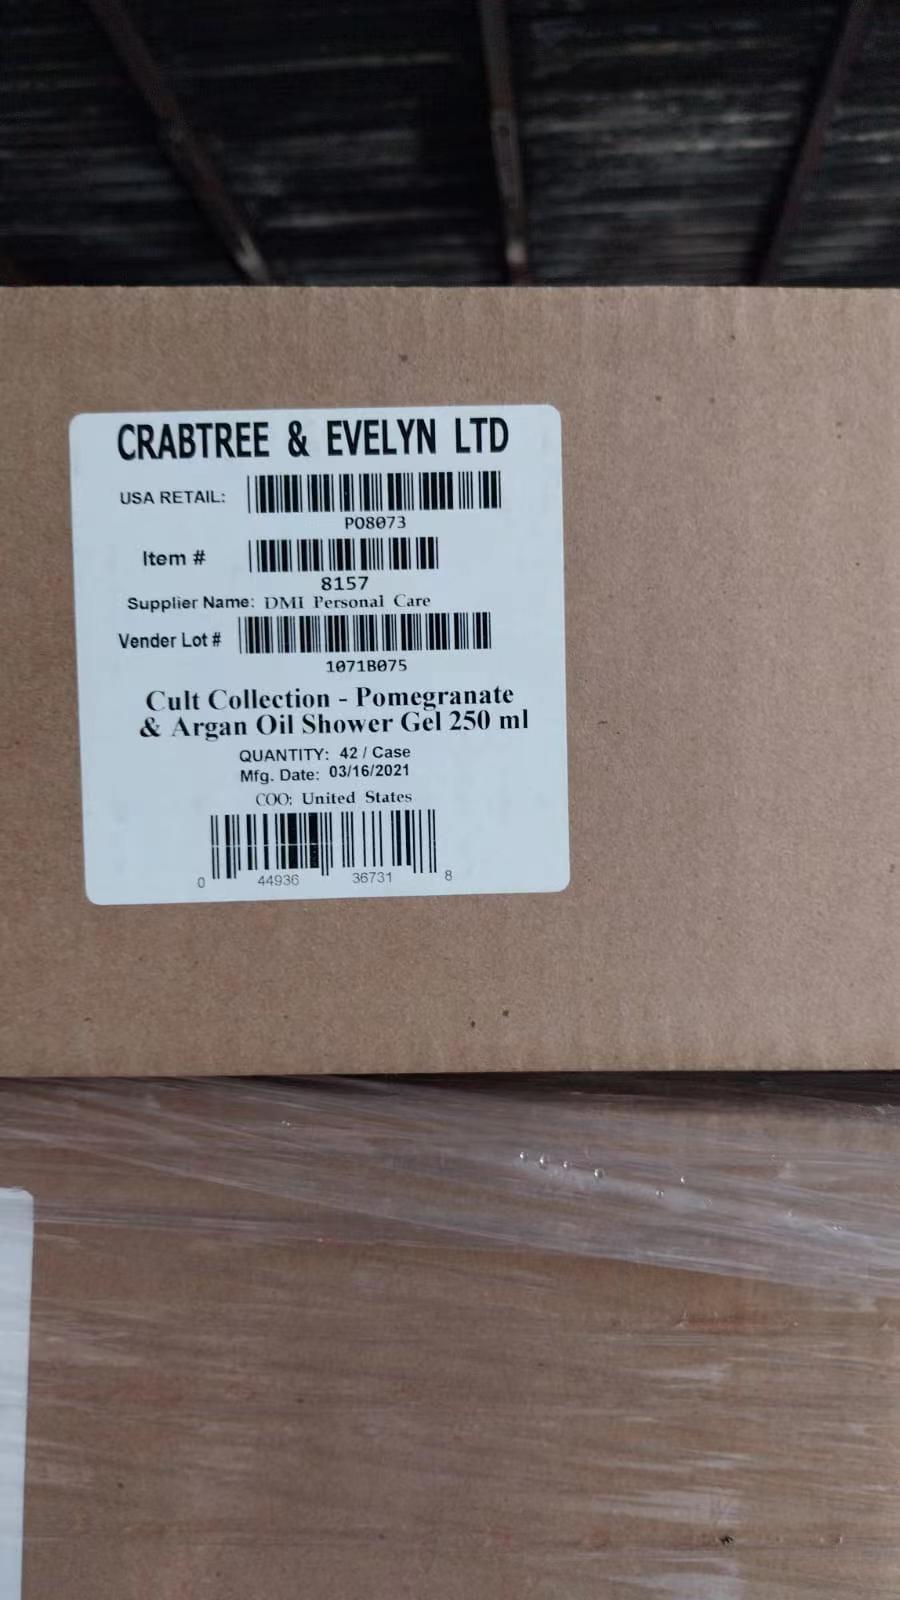 CRABTREE & EVELYN LTD
USA RETAIL:
PO8073
Item #
8157
Supplier Name: DMI Personal Care
Vender Lot #
1071B075
Cult Collection - Pomegranate
& Argan Oil Shower Gel 250 ml
QUANTITY: 42 / Case
Mfg. Date: 03/16/2021
COO: United States
0 44936 36731 8